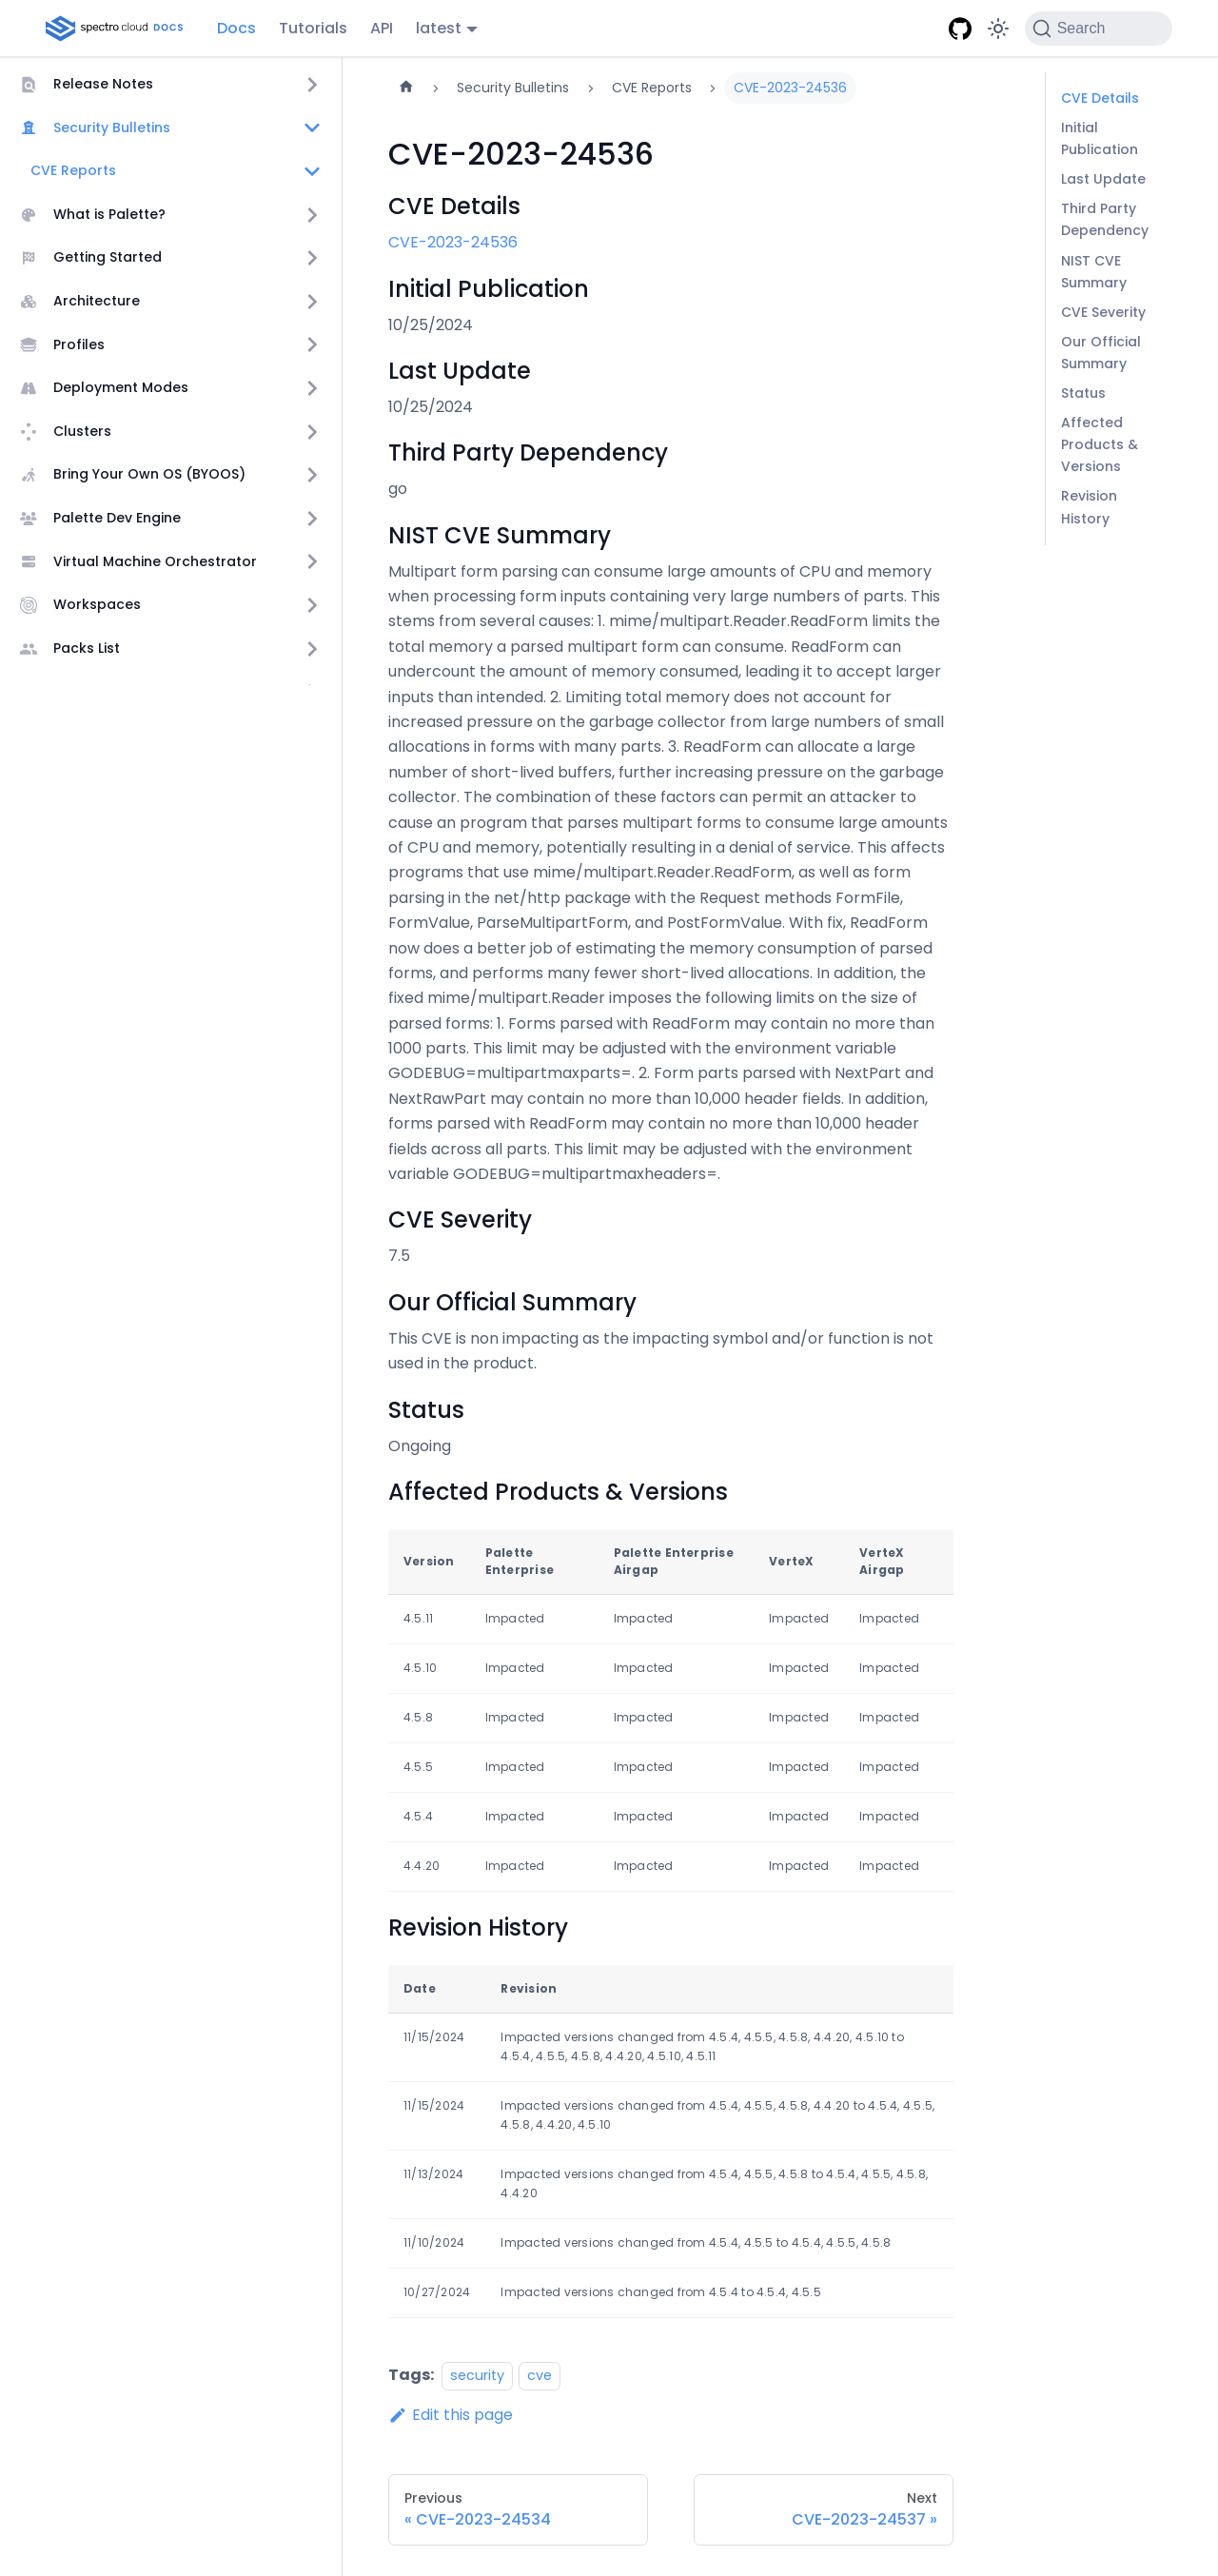 spectro cloud DOCS
Docs
Tutorials
API
latest
Search
Release Notes
Security Bulletins
CVE Reports
What is Palette?
Getting Started
Architecture
Profiles
Deployment Modes
Clusters
Bring Your Own OS (BYOOS)
Palette Dev Engine
Virtual Machine Orchestrator
Workspaces
Packs List
Security Bulletins
CVE Reports
CVE-2023-24536
CVE-2023-24536
CVE Details
CVE-2023-24536
Initial Publication
10/25/2024
Last Update
10/25/2024
Third Party Dependency
go
NIST CVE Summary
Multipart form parsing can consume large amounts of CPU and memory
when processing form inputs containing very large numbers of parts. This
stems from several causes: 1. mime/multipart.Reader.ReadForm limits the
total memory a parsed multipart form can consume. ReadForm can
undercount the amount of memory consumed, leading it to accept larger
inputs than intended. 2. Limiting total memory does not account for
increased pressure on the garbage collector from large numbers of small
allocations in forms with many parts. 3. ReadForm can allocate a large
number of short-lived buffers, further increasing pressure on the garbage
collector. The combination of these factors can permit an attacker to
cause an program that parses multipart forms to consume large amounts
of CPU and memory, potentially resulting in a denial of service. This affects
programs that use mime/multipart.Reader.ReadForm, as well as form
parsing in the net/http package with the Request methods FormFile,
FormValue, ParseMultipartForm, and PostFormValue. With fix, ReadForm
now does a better job of estimating the memory consumption of parsed
forms, and performs many fewer short-lived allocations. In addition, the
fixed mime/multipart.Reader imposes the following limits on the size of
parsed forms: 1. Forms parsed with ReadForm may contain no more than
1000 parts. This limit may be adjusted with the environment variable
GODEBUG=multipartmaxparts=. 2. Form parts parsed with NextPart and
NextRawPart may contain no more than 10,000 header fields. In addition,
forms parsed with ReadForm may contain no more than 10,000 header
fields across all parts. This limit may be adjusted with the environment
variable GODEBUG=multipartmaxheaders=.
CVE Severity
7.5
Our Official Summary
This CVE is non impacting as the impacting symbol and/or function is not
used in the product.
Status
Ongoing
Affected Products & Versions
Version Palette Enterprise Palette Enterprise Airgap VerteX VerteX Airgap
4.5.11 Impacted Impacted Impacted Impacted
4.5.10 Impacted Impacted Impacted Impacted
4.5.8 Impacted Impacted Impacted Impacted
4.5.5 Impacted Impacted Impacted Impacted
4.5.4 Impacted Impacted Impacted Impacted
4.4.20 Impacted Impacted Impacted Impacted
Revision History
Date Revision
11/15/2024 Impacted versions changed from 4.5.4, 4.5.5, 4.5.8, 4.4.20, 4.5.10 to
4.5.4, 4.5.5, 4.5.8, 4.4.20, 4.5.10, 4.5.11
11/15/2024 Impacted versions changed from 4.5.4, 4.5.5, 4.5.8, 4.4.20 to 4.5.4, 4.5.5,
4.5.8, 4.4.20, 4.5.10
11/13/2024 Impacted versions changed from 4.5.4, 4.5.5, 4.5.8 to 4.5.4, 4.5.5, 4.5.8,
4.4.20
11/10/2024 Impacted versions changed from 4.5.4, 4.5.5 to 4.5.4, 4.5.5, 4.5.8
10/27/2024 Impacted versions changed from 4.5.4 to 4.5.4, 4.5.5
Tags: security cve
Edit this page
Previous
« CVE-2023-24534
Next
CVE-2023-24537 »
CVE Details
Initial
Publication
Last Update
Third Party
Dependency
NIST CVE
Summary
CVE Severity
Our Official
Summary
Status
Affected
Products &
Versions
Revision
History